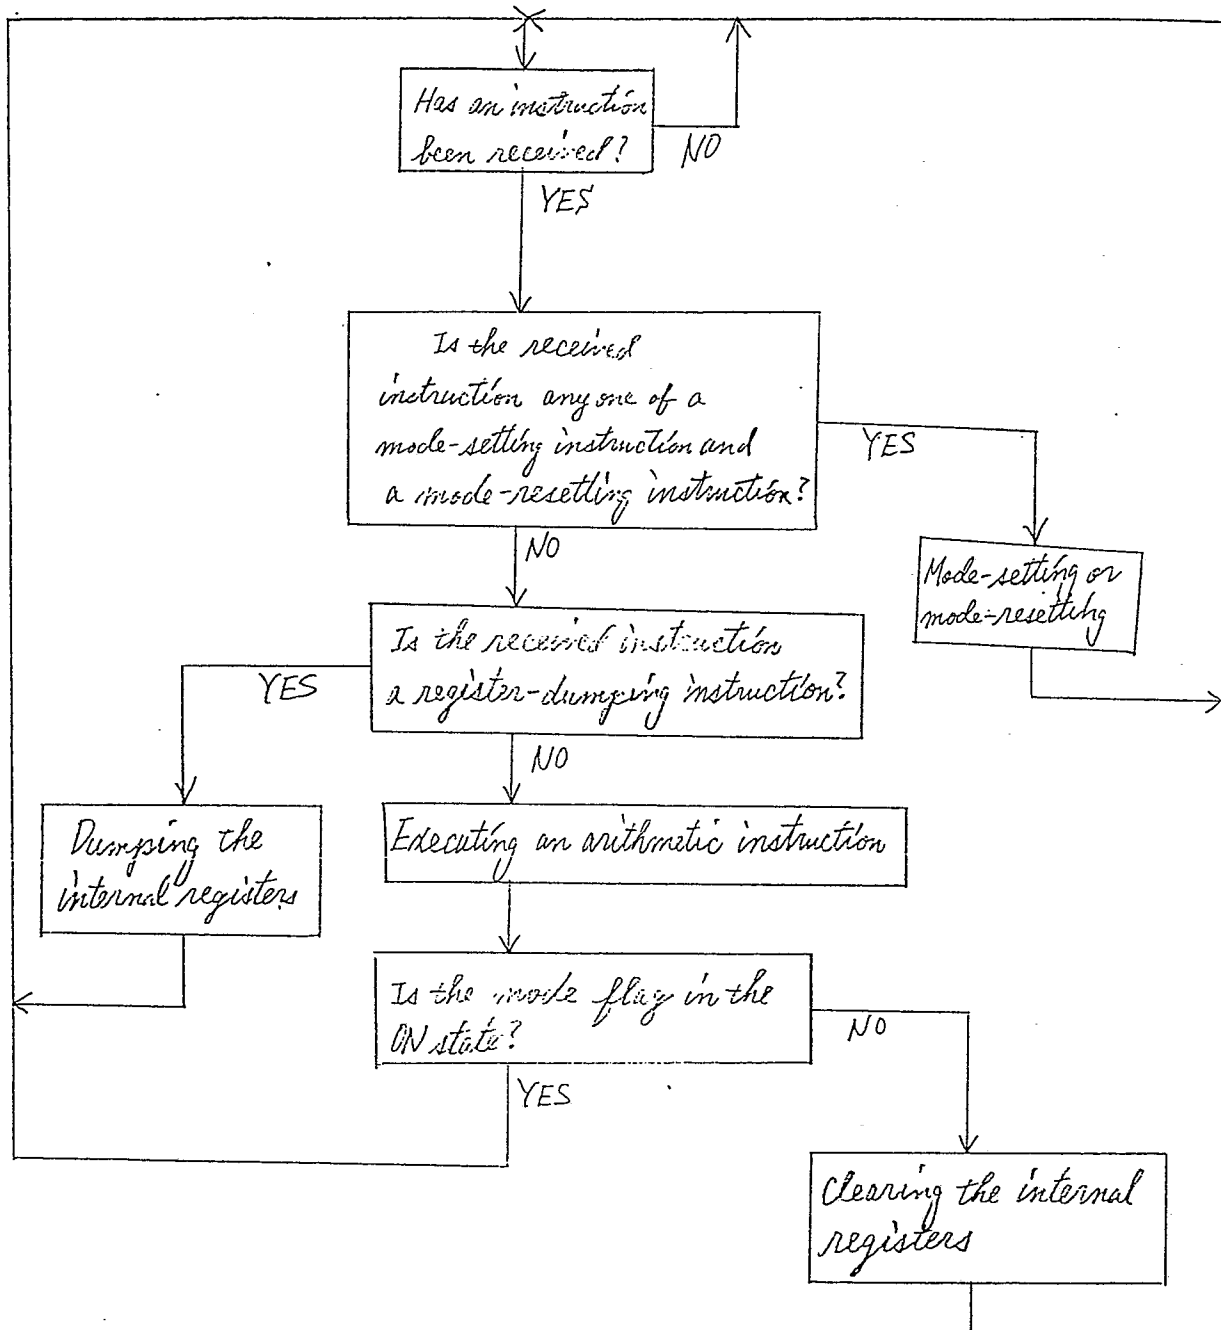 Has an instruction
been received?
NO
YES
Is the received
instruction any one of a
mode-setting instruction and
a mode-resetting instruction?
YES
NO
Mode-setting or
mode-resetting
Is the received instruction
a register-dumping instruction?
YES
NO
Dumping the
internal registers
Executing an arithmetic instruction
Is the mode flag in the
ON state?
NO
YES
Clearing the internal
registers